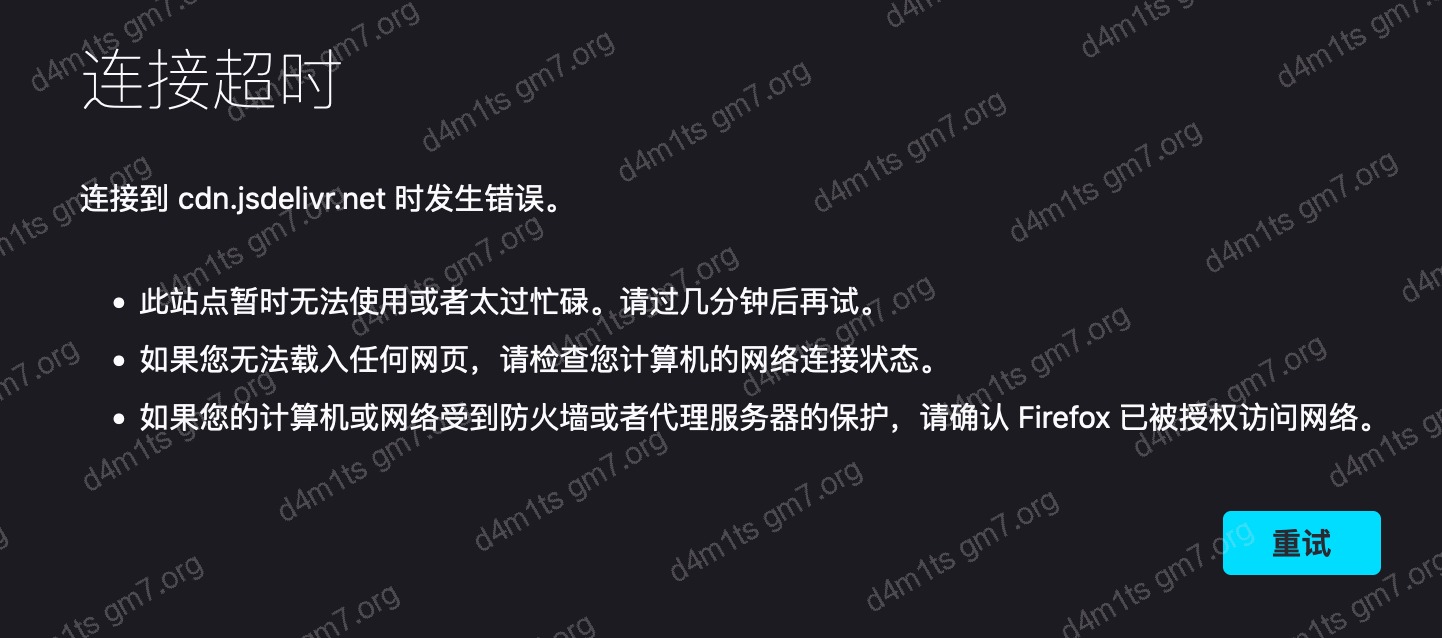 连接超时
连接到 cdn.jsdelivr.net 时发生错误。
此站点暂时无法使用或者太过忙碌。请过几分钟后再试。
如果您无法载入任何网页，请检查您计算机的网络连接状态。
如果您的计算机或网络受到防火墙或者代理服务器的保护，请确认 Firefox 已被授权访问网络。
重试
d4m1ts gm7.org